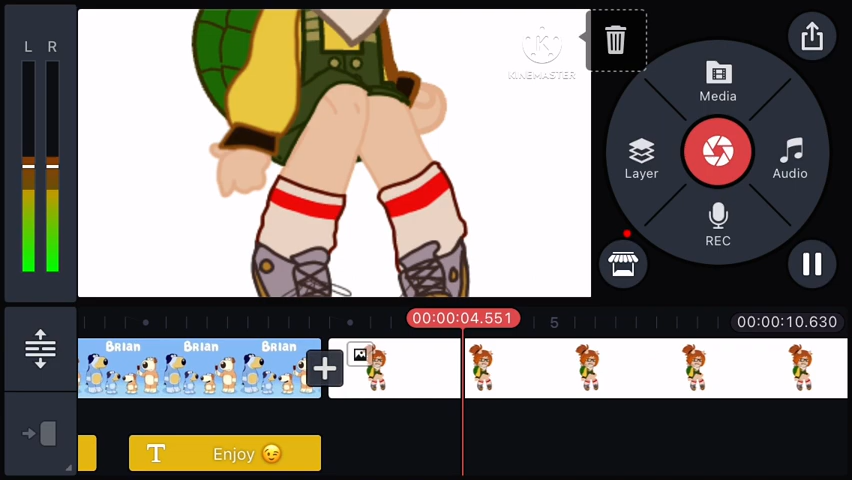 L R
KINEMASTER
Media
Layer
Audio
REC
00:00:04.551
5
00:00:10.630
Brian Brian Brian
T Enjoy 😉